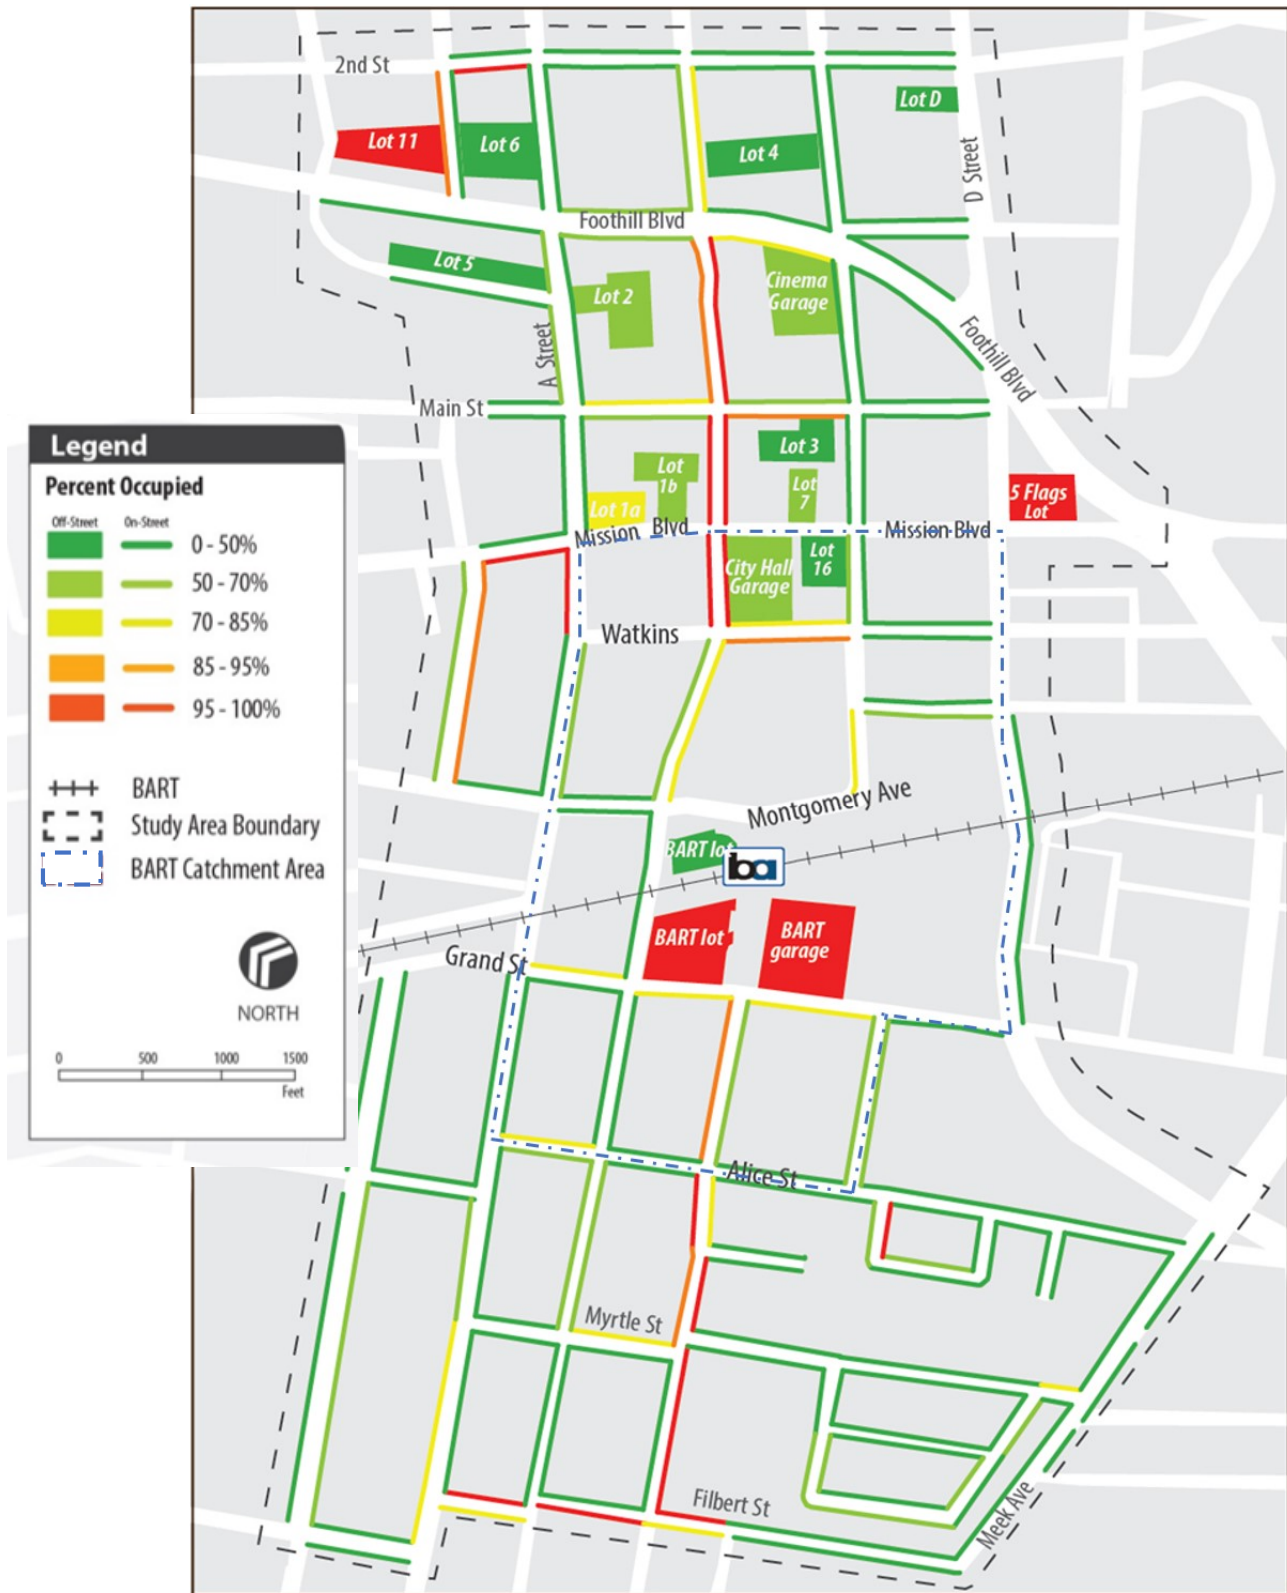 2nd St
Lot D
Lot 11
Lot 6
Lot 4
D Street
Foothill Blvd
Lot 5
Lot 2
Cinema
Garage
A Street
Foothill Blvd
Main St
Lot 3
Lot
1b
Lot
7
5 Flags
Lot
Lot 1a
Mission Blvd
Mission Blvd
City Hall
Garage
Lot
16
Watkins
Montgomery Ave
BART lot
ba
BART lot
BART
garage
Grand St
Alice St
Myrtle St
Filbert St
Meek Ave
Legend
Percent Occupied
Off-Street On-Street
0 - 50%
50 - 70%
70 - 85%
85 - 95%
95 - 100%
BART
Study Area Boundary
BART Catchment Area
NORTH
0 500 1000 1500
Feet